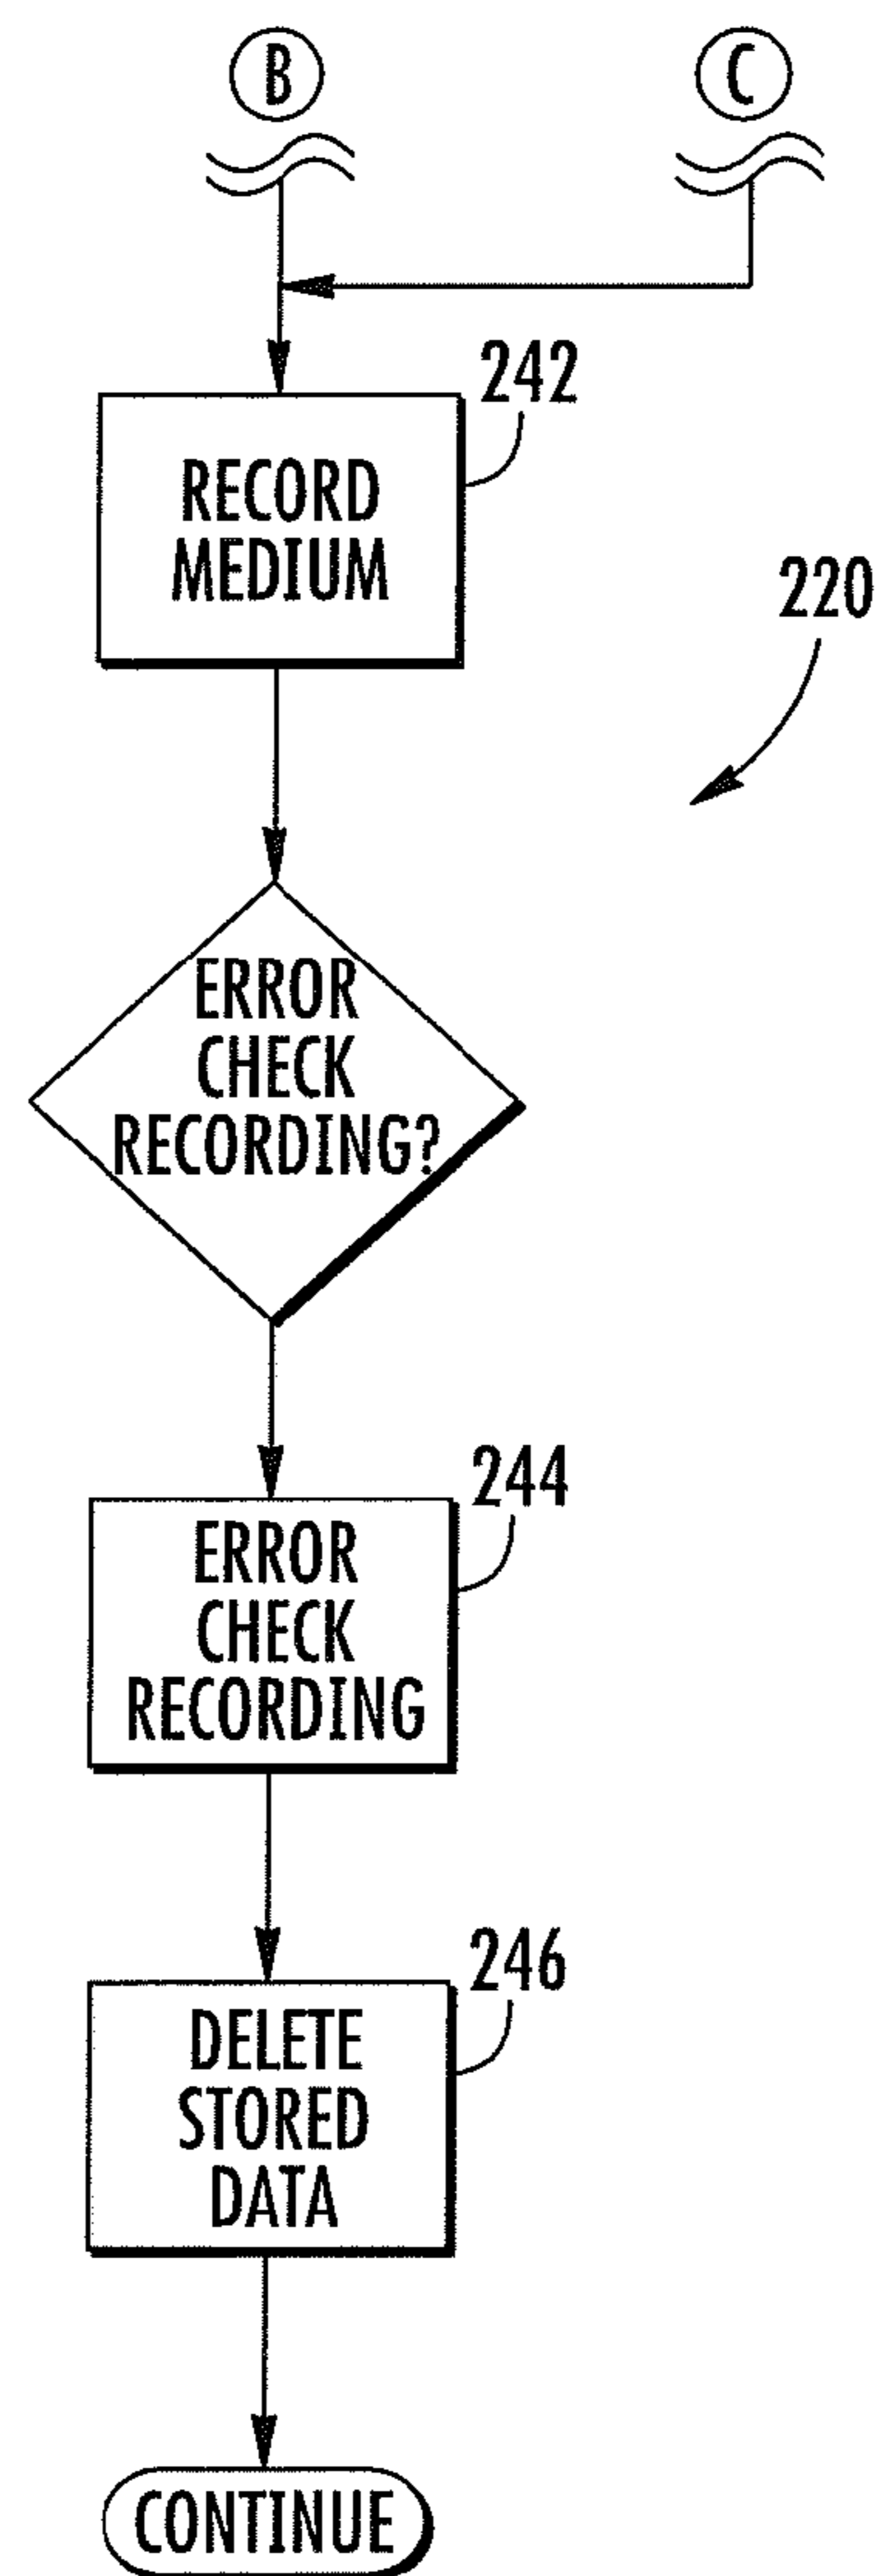 B
C
242
RECORD
MEDIUM
220
ERROR
CHECK
RECORDING?
244
ERROR
CHECK
RECORDING
246
DELETE
STORED
DATA
CONTINUE